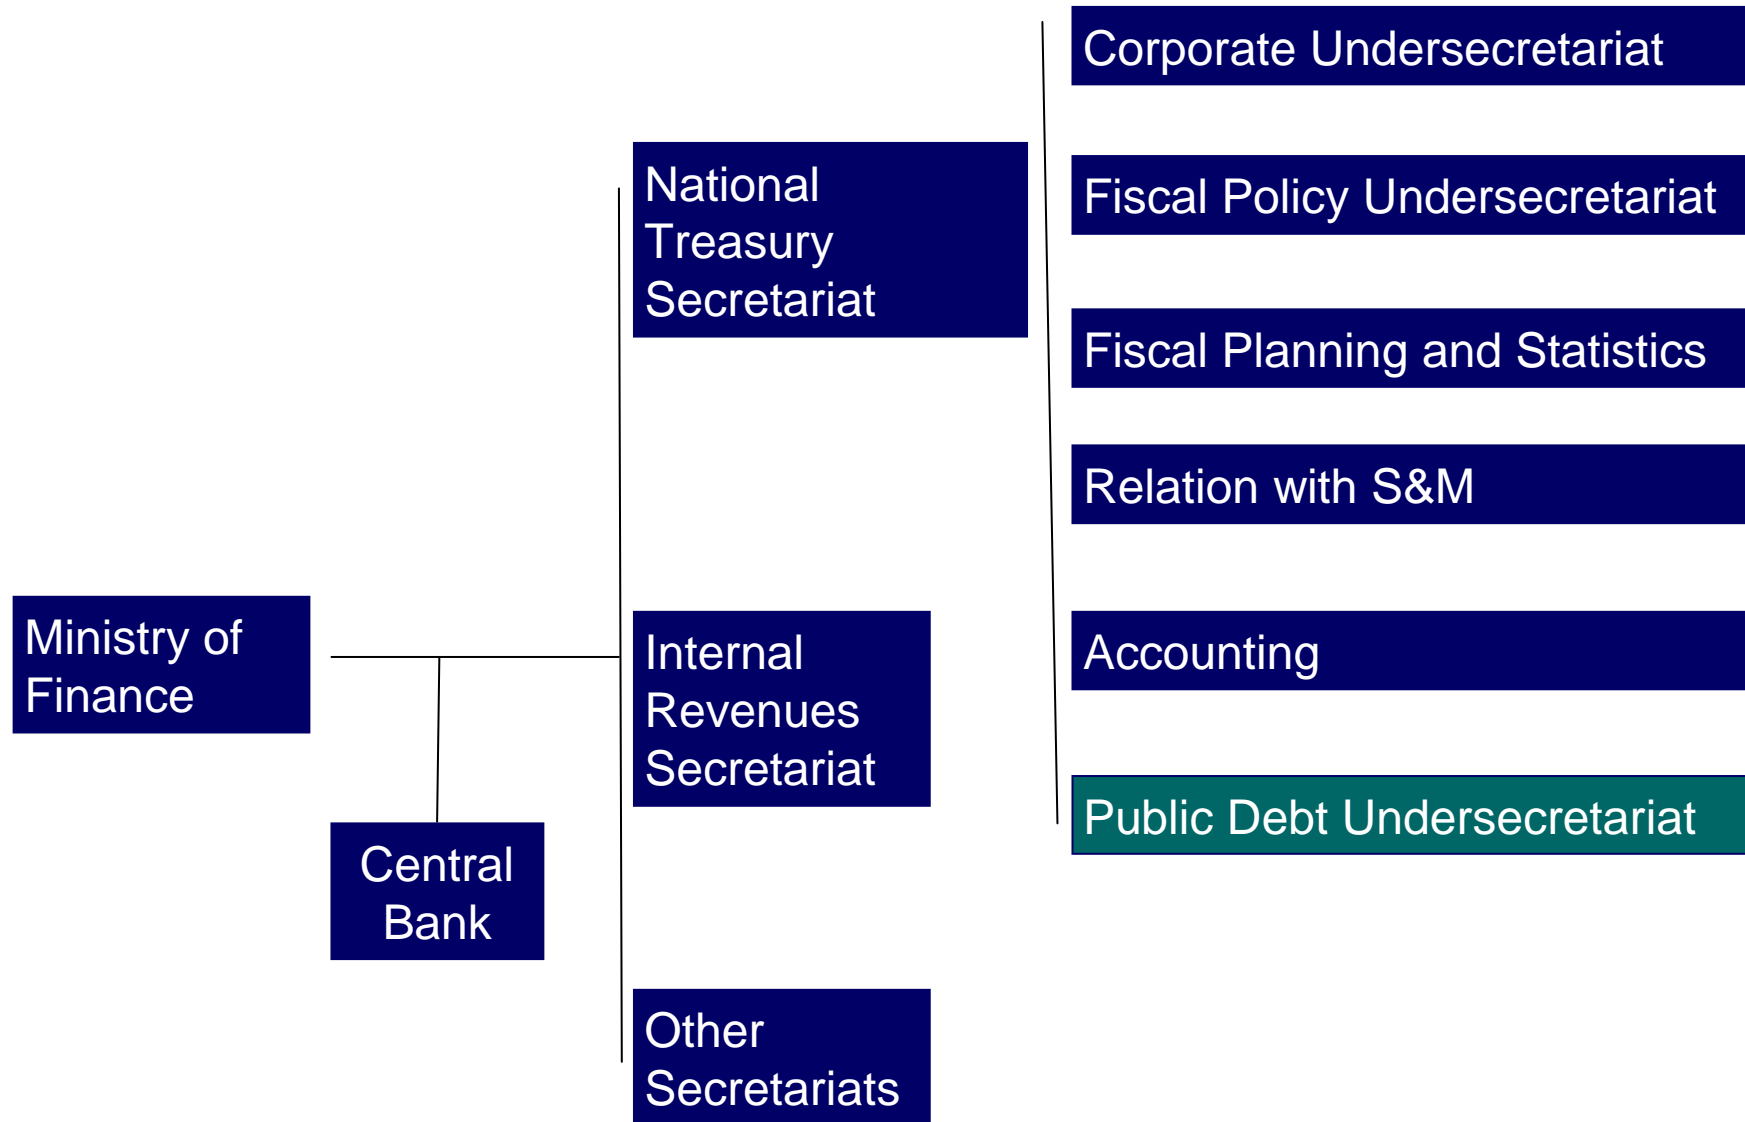 Corporate Undersecretariat
National
Treasury
Secretariat
Fiscal Policy Undersecretariat
Fiscal Planning and Statistics
Relation with S&M
Ministry of
Finance
Internal
Revenues
Secretariat
Accounting
Central
Bank
Public Debt Undersecretariat
Other
Secretariats